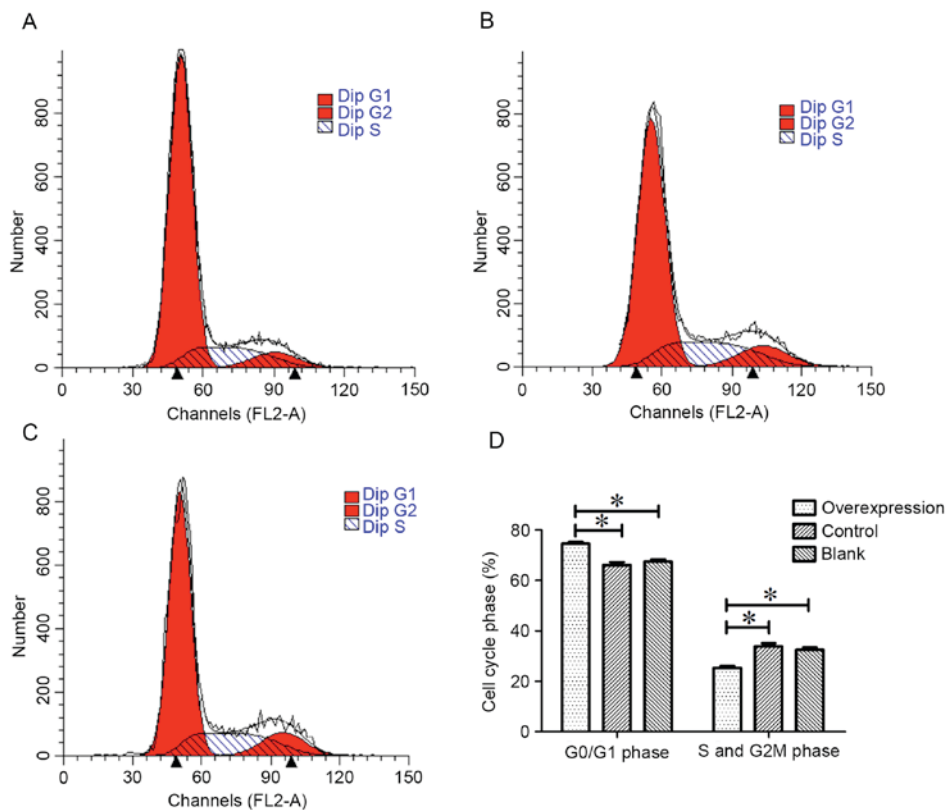 A
Number
0 200 400 600 800
Dip G1
Dip G2
Dip S
0 30 60 90 120 150
Channels (FL2-A)
B
Number
0 200 400 600 800
Dip G1
Dip G2
Dip S
0 30 60 90 120 150
Channels (FL2-A)
C
Number
0 200 400 600 800
Dip G1
Dip G2
Dip S
0 30 60 90 120 150
Channels (FL2-A)
D
Cell cycle phase (%)
80
60
40
20
0
* *
* *
Overexpression
Control
Blank
G0/G1 phase S and G2M phase